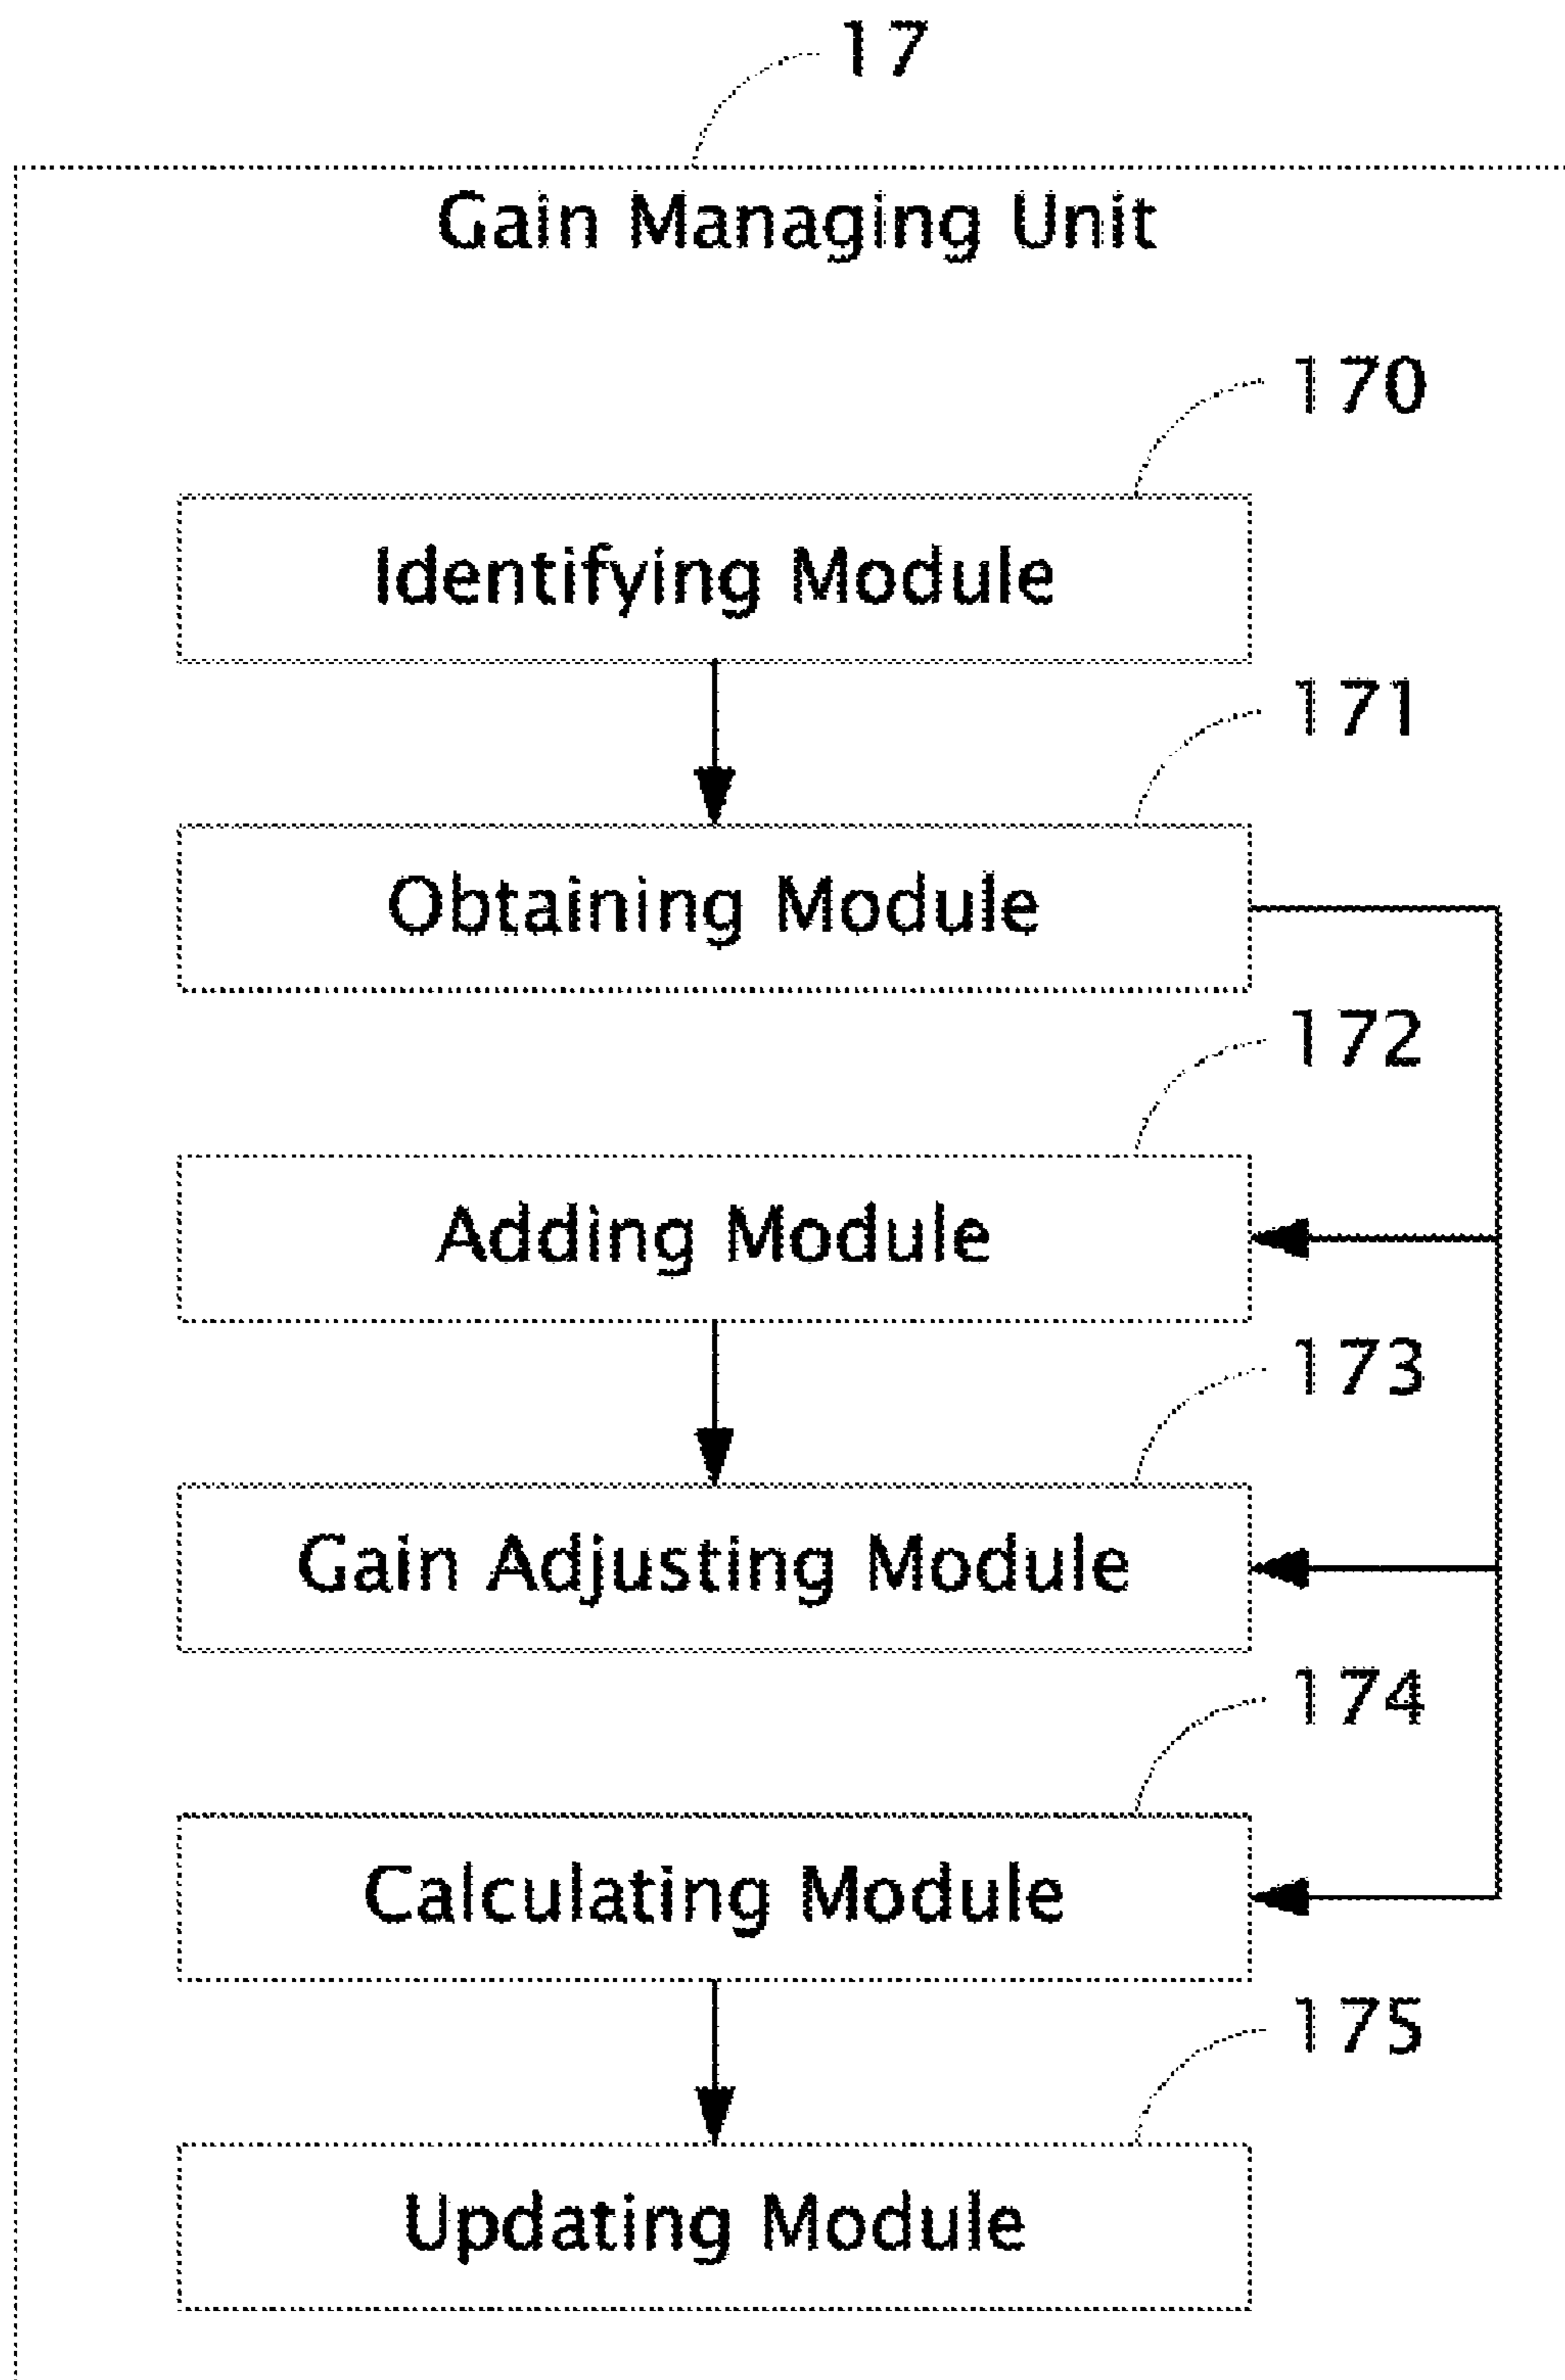 17
Gain Managing Unit
170
Identifying Module
171
Obtaining Module
172
Adding Module
173
Gain Adjusting Module
174
Calculating Module
175
Updating Module